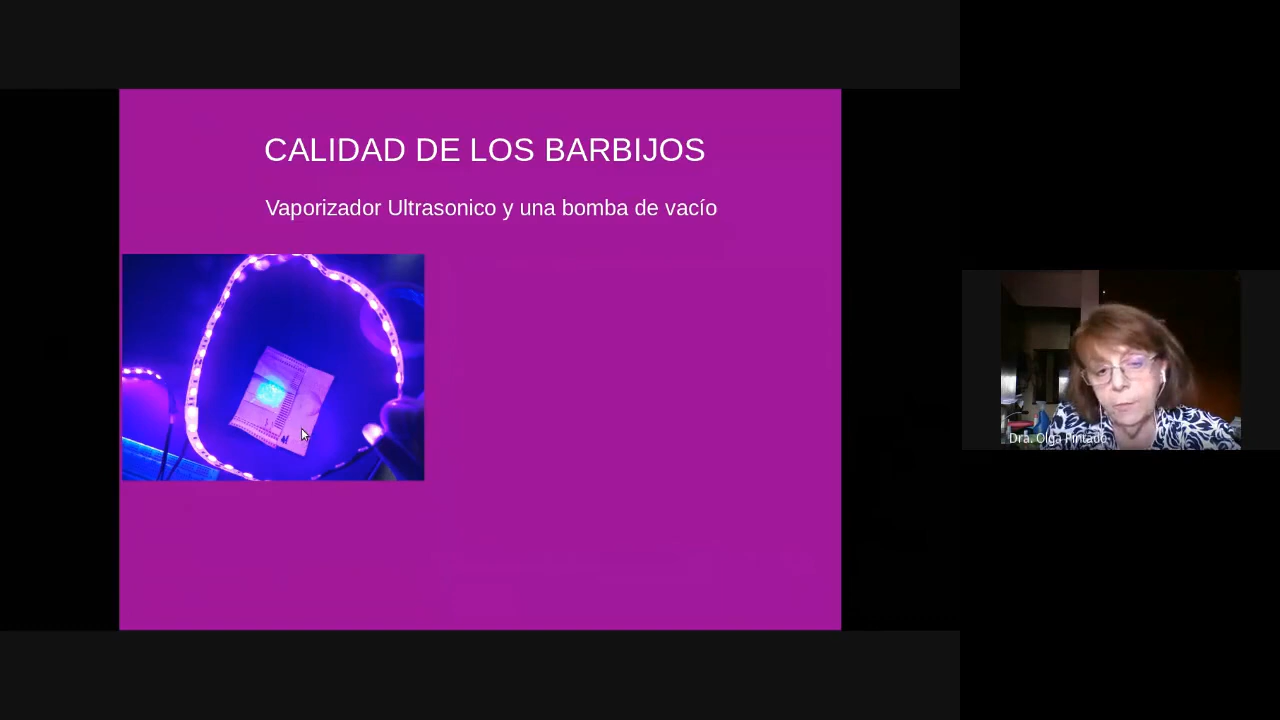 CALIDAD DE LOS BARBIJOS
Vaporizador Ultrasonico y una bomba de vacío
Dra. Olga Pintado